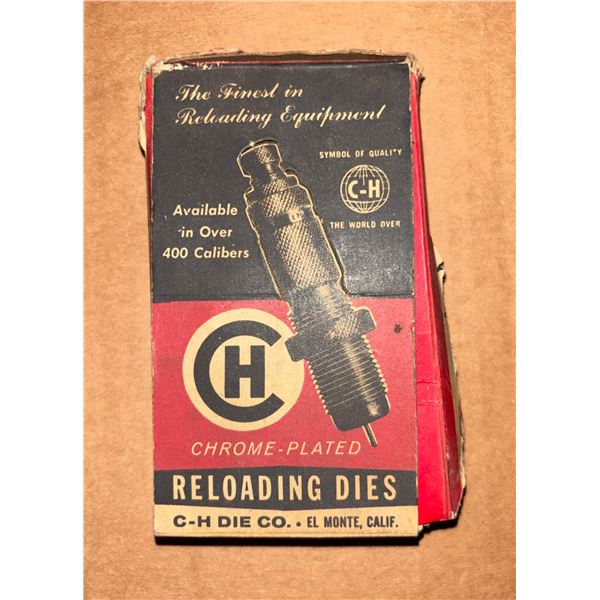 The Finest in
Reloading Equipment
SYMBOL OF QUALITY
C-H
THE WORLD OVER
Available
in Over
400 Calibers
CH
CHROME-PLATED
RELOADING DIES
C-H DIE CO. • EL MONTE, CALIF.